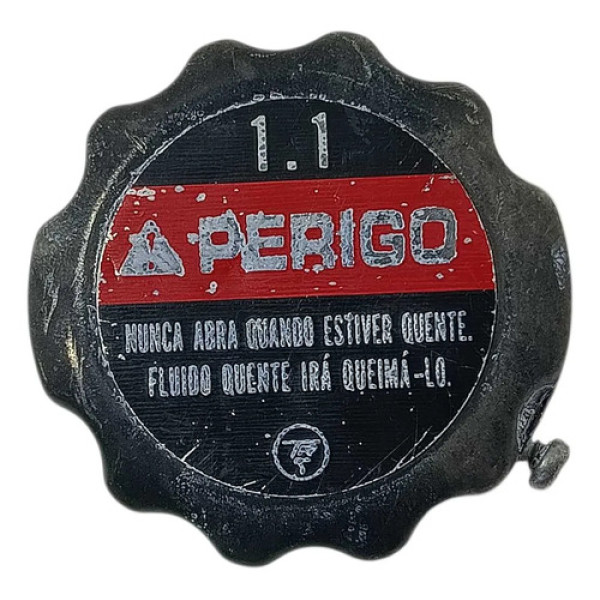 1.1
PERIGO
NUNCA ABRA QUANDO ESTIVER QUENTE.
FLUIDO QUENTE IRÁ QUEIMÁ-LO.